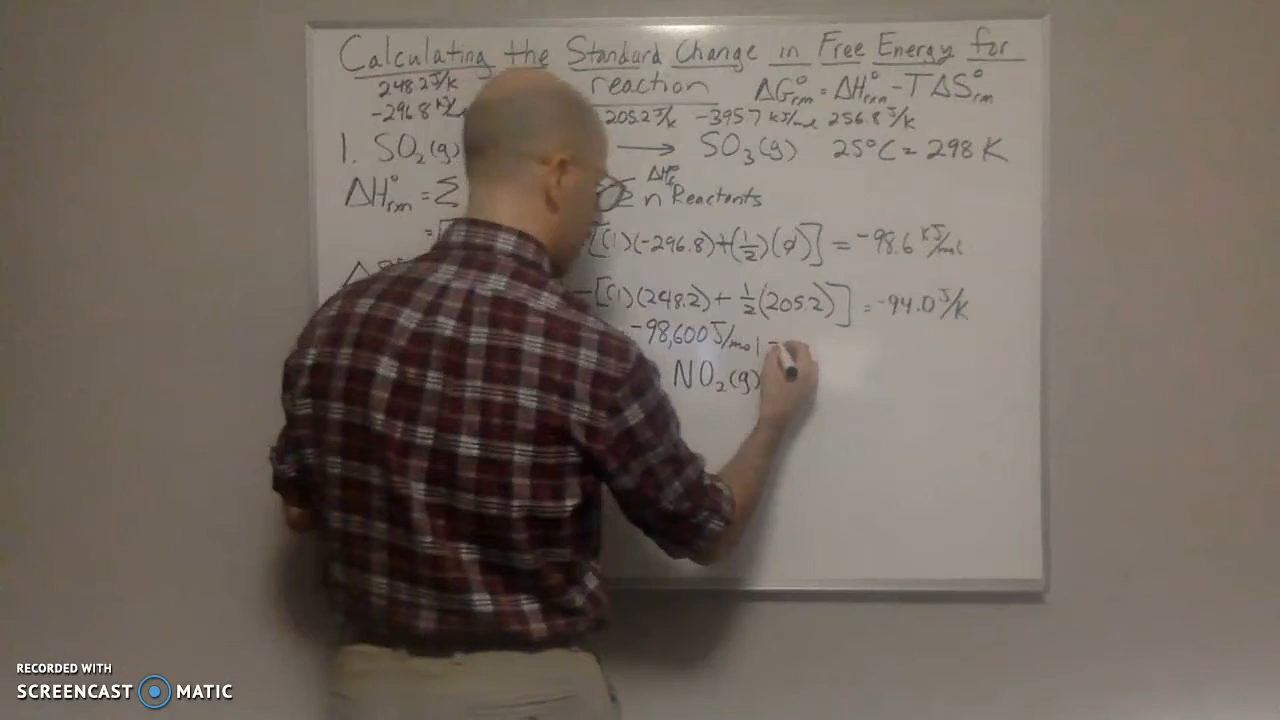 Calculating the Standard Change in Free Energy for
reaction ΔG°rxn = ΔH°rxn - TΔS°rxn
248.2 J/K
-296.8 205.2 J/K -395.7 kJ/mol 256.8 J/K
1. SO₂(g) → SO₃(g) 25°C = 298 K
ΔH°rxn = Σ Σ n ΔH°f Reactants
= [(1)(-296.8)+(1/2)(0)] = -98.6 kJ/mol
-[(1)(248.2)+ 1/2(205.2)] = -94.0 J/K
-98,600 J/mol -
NO₂(g)
RECORDED WITH
SCREENCAST MATIC